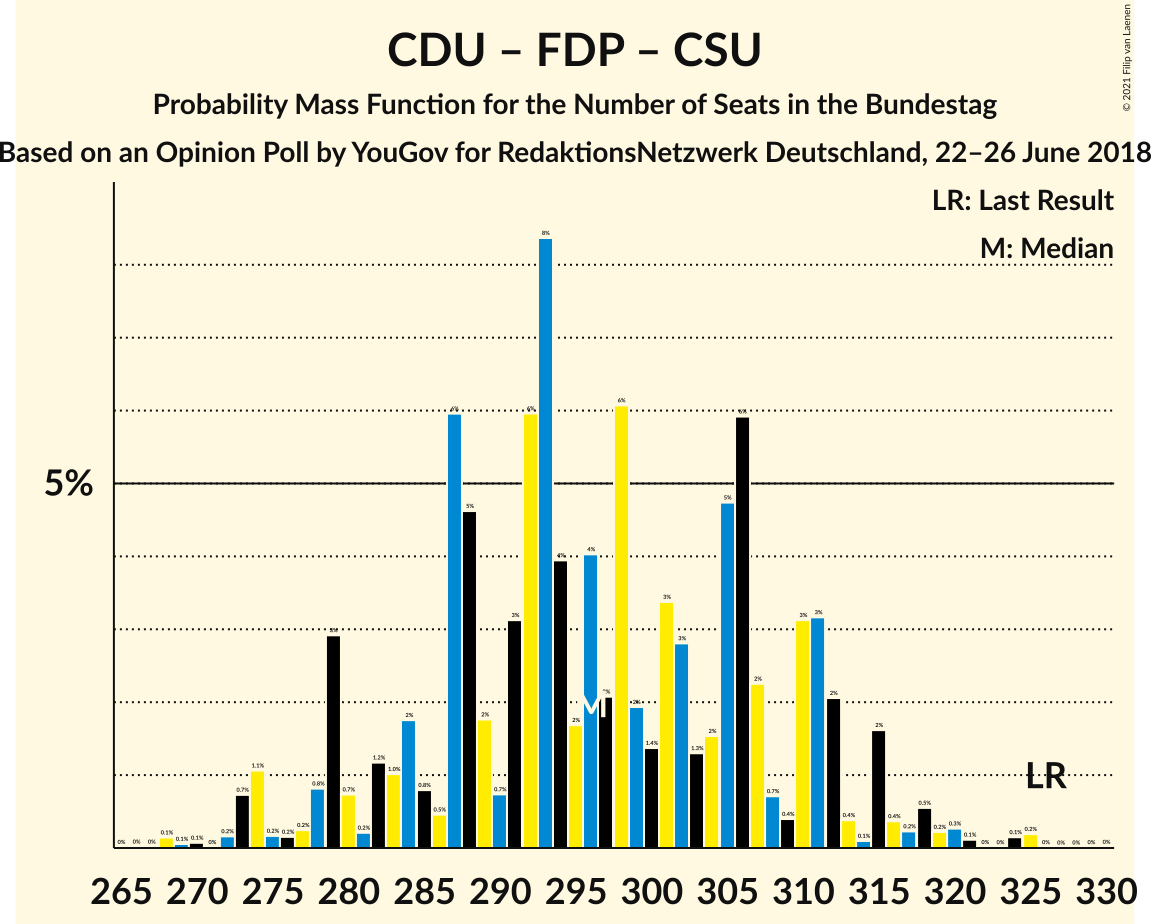 CDU – FDP – CSU
Probability Mass Function for the Number of Seats in the Bundestag
Based on an Opinion Poll by YouGov for RedaktionsNetzwerk Deutschland, 22–26 June 2018
© 2021 Filip van Laenen
LR: Last Result
M: Median
5%
0% 0% 0% 0.1% 0.1% 0.1% 0% 0.2% 0.7% 1.1% 0.2% 0.2% 0.2% 0.8% 3% 0.7% 0.2% 1.2% 1.0% 2% 0.8% 0.5% 6% 5% 2% 0.7% 3% 6% 8% 4% 2% 4% 2% 6% 2% 1.4% 3% 3% 1.3% 2% 5% 6% 2% 0.7% 0.4% 3% 3% 2% 0.4% 0.1% 2% 0.4% 0.2% 0.5% 0.2% 0.3% 0.1% 0% 0% 0.1% 0.2% 0% 0% 0% 0% 0%
M
LR
265 270 275 280 285 290 295 300 305 310 315 320 325 330